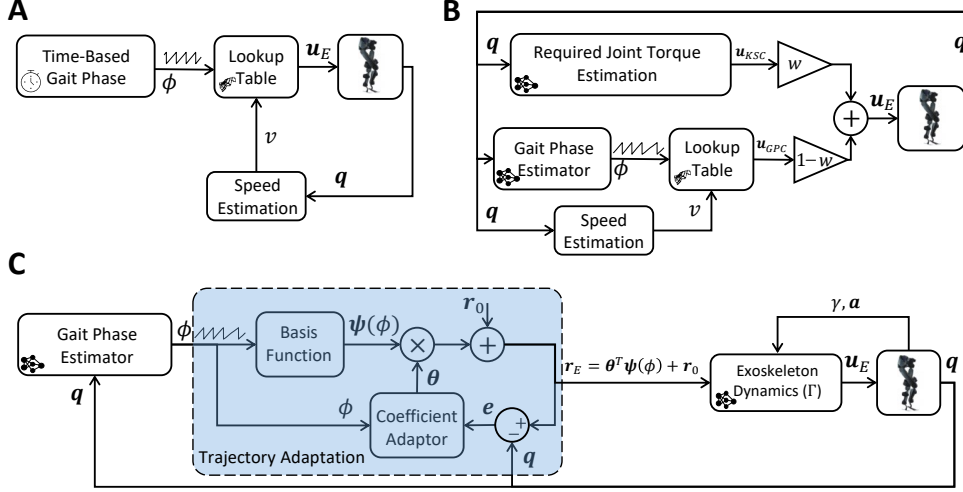 A
Time-Based
Gait Phase
ϕ
Lookup
Table
u_E
v
Speed
Estimation
q
B
q
q
Required Joint Torque
Estimation
u_KSC
w
Gait Phase
Estimator
ϕ
Lookup
Table
u_GPC
1−w
+
u_E
q
Speed
Estimation
v
C
Gait Phase
Estimator
ϕ
q
Basis
Function
ψ(ϕ)
×
r_0
+
θ
ϕ
Coefficient
Adaptor
e
+
−
q
Trajectory Adaptation
r_E = θ^T ψ(ϕ) + r_0
γ, a
Exoskeleton
Dynamics (Γ)
u_E
q